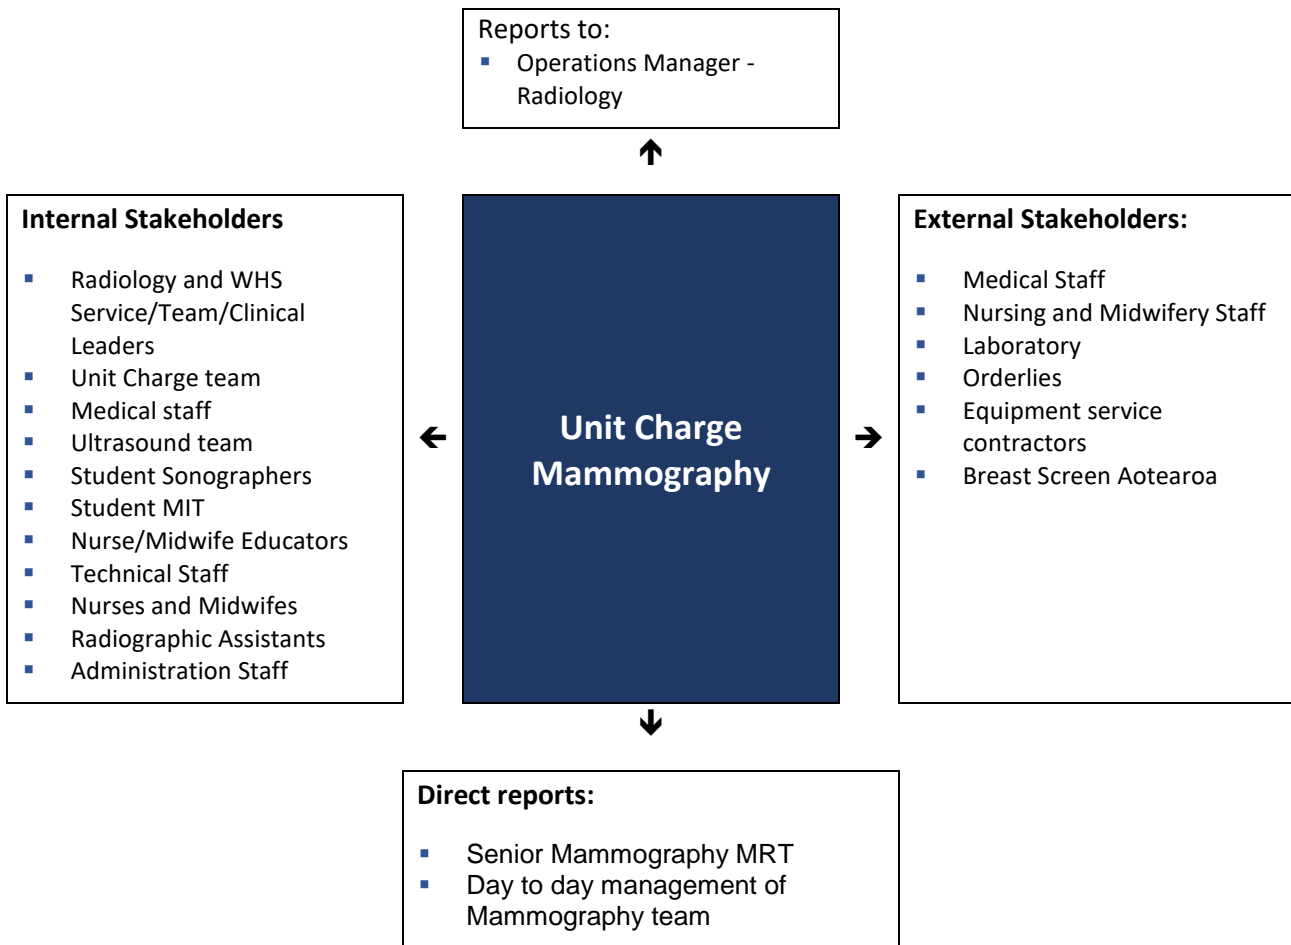 Reports to:
▪ Operations Manager -
Radiology
Internal Stakeholders
▪ Radiology and WHS
Service/Team/Clinical
Leaders
▪ Unit Charge team
▪ Medical staff
▪ Ultrasound team
▪ Student Sonographers
▪ Student MIT
▪ Nurse/Midwife Educators
▪ Technical Staff
▪ Nurses and Midwifes
▪ Radiographic Assistants
▪ Administration Staff
Unit Charge
Mammography
External Stakeholders:
▪ Medical Staff
▪ Nursing and Midwifery Staff
▪ Laboratory
▪ Orderlies
▪ Equipment service
contractors
▪ Breast Screen Aotearoa
Direct reports:
▪ Senior Mammography MRT
▪ Day to day management of
Mammography team